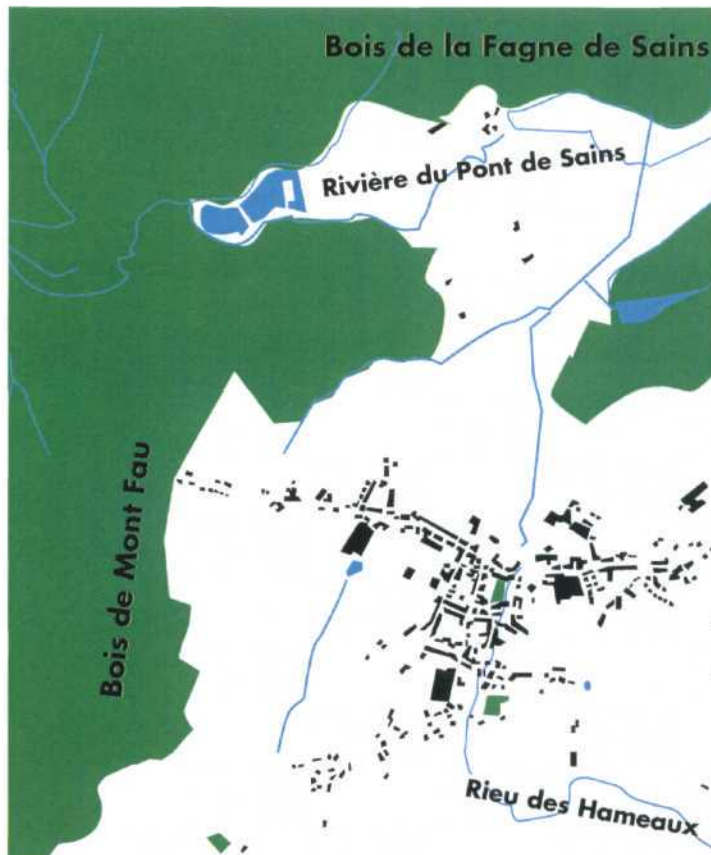 Bois de la Fagne de Sains
Rivière du Pont de Sains
Bois de Mont Fau
Rieu des Hameaux